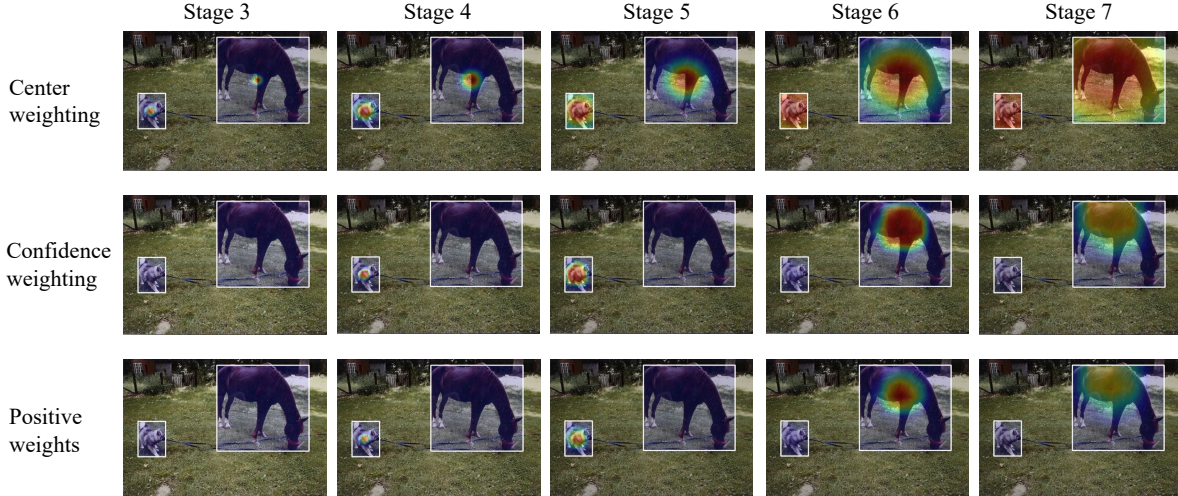 Stage 3 Stage 4 Stage 5 Stage 6 Stage 7
Center
weighting
Confidence
weighting
Positive
weights